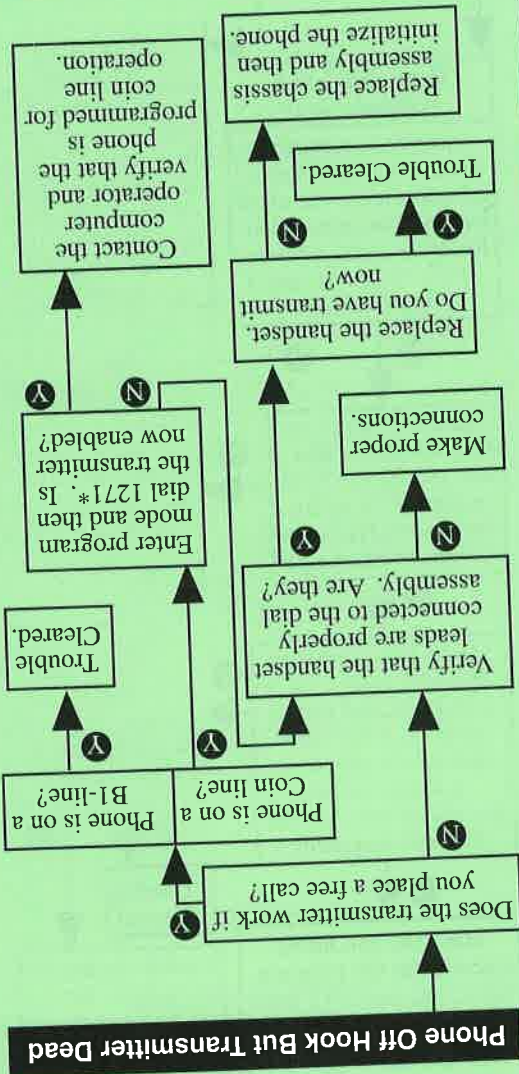 Phone Off Hook But Transmitter Dead
Does the transmitter work if
you place a free call?
Y
N
Phone is on a
Coin line?
Phone is on a
B1-line?
Y
Y
Trouble
Cleared.
Verify that the handset
leads are properly
connected to the dial
assembly. Are they?
Enter program
mode and then
dial 1271*. Is
the transmitter
now enabled?
N
Y
N
Y
Make proper
connections.
Replace the handset.
Do you have transmit
now?
Contact the
computer
operator and
verify that the
phone is
programmed for
coin line
operation.
Y
N
Trouble Cleared.
Replace the chassis
assembly and then
initialize the phone.